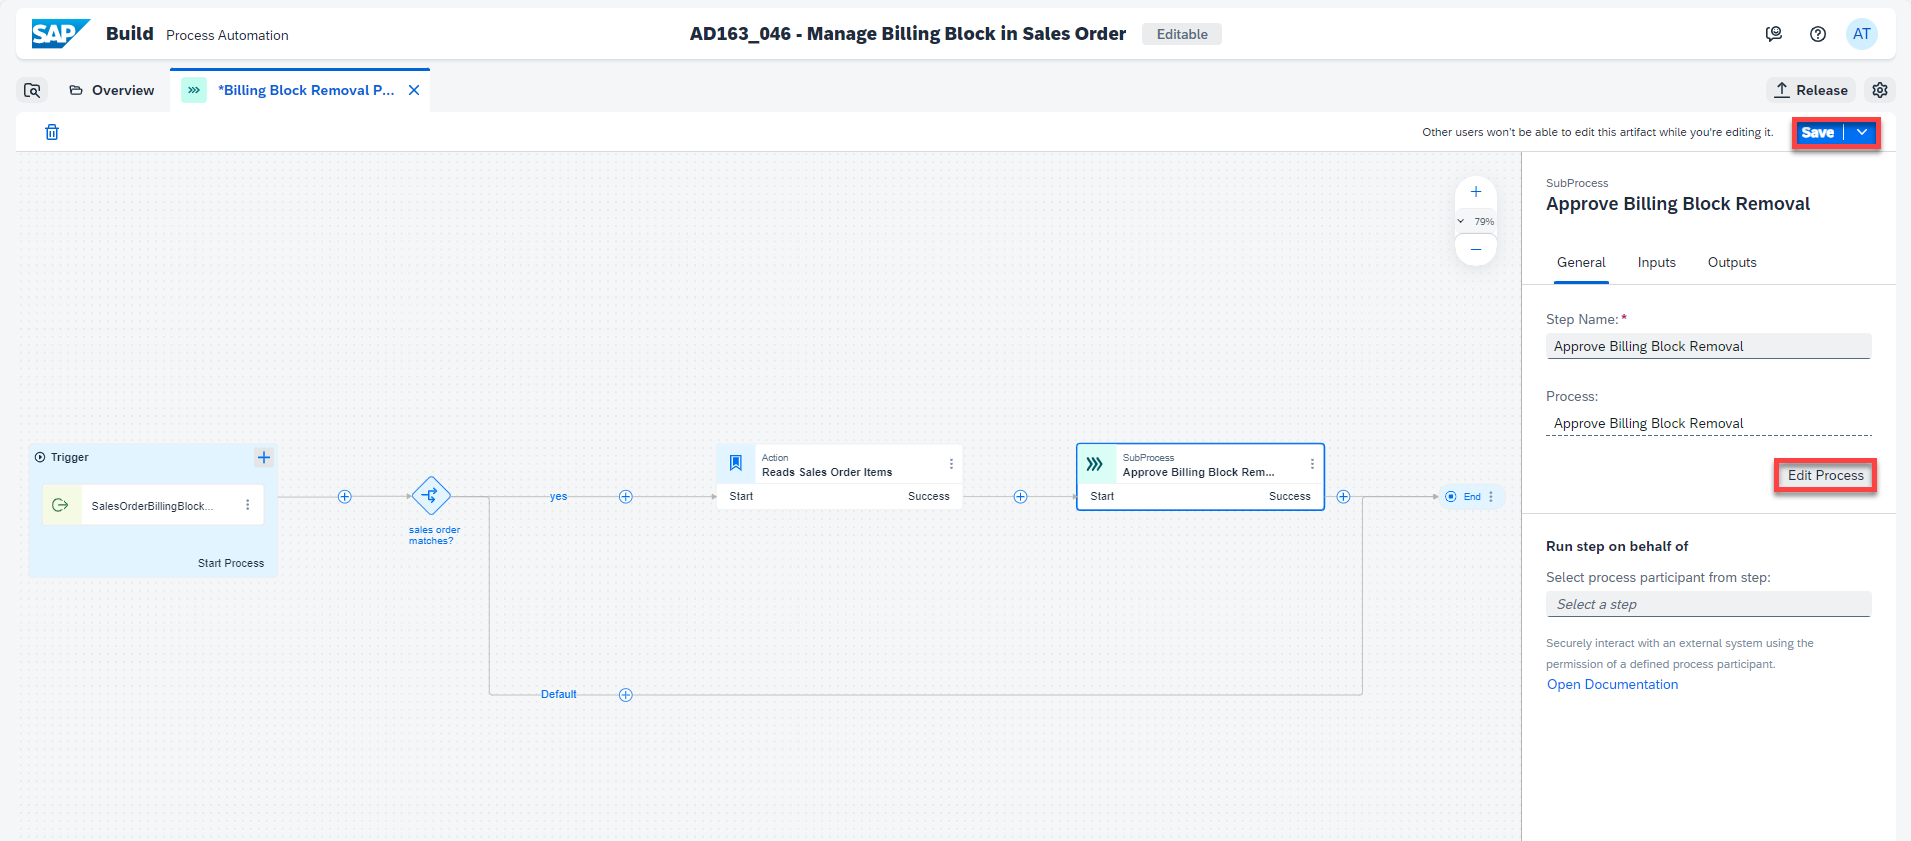 SAP Build Process Automation
AD163_046 - Manage Billing Block in Sales Order Editable
AT
Overview
*Billing Block Removal P...
Release
Other users won't be able to edit this artifact while you're editing it.
Save
79%
SubProcess
Approve Billing Block Removal
General Inputs Outputs
Step Name:*
Approve Billing Block Removal
Process:
Approve Billing Block Removal
Edit Process
Run step on behalf of
Select process participant from step:
Select a step
Securely interact with an external system using the
permission of a defined process participant.
Open Documentation
Trigger
SalesOrderBillingBlock...
Start Process
sales order
matches?
yes
Action
Reads Sales Order Items
Start Success
SubProcess
Approve Billing Block Rem...
Start Success
End
Default